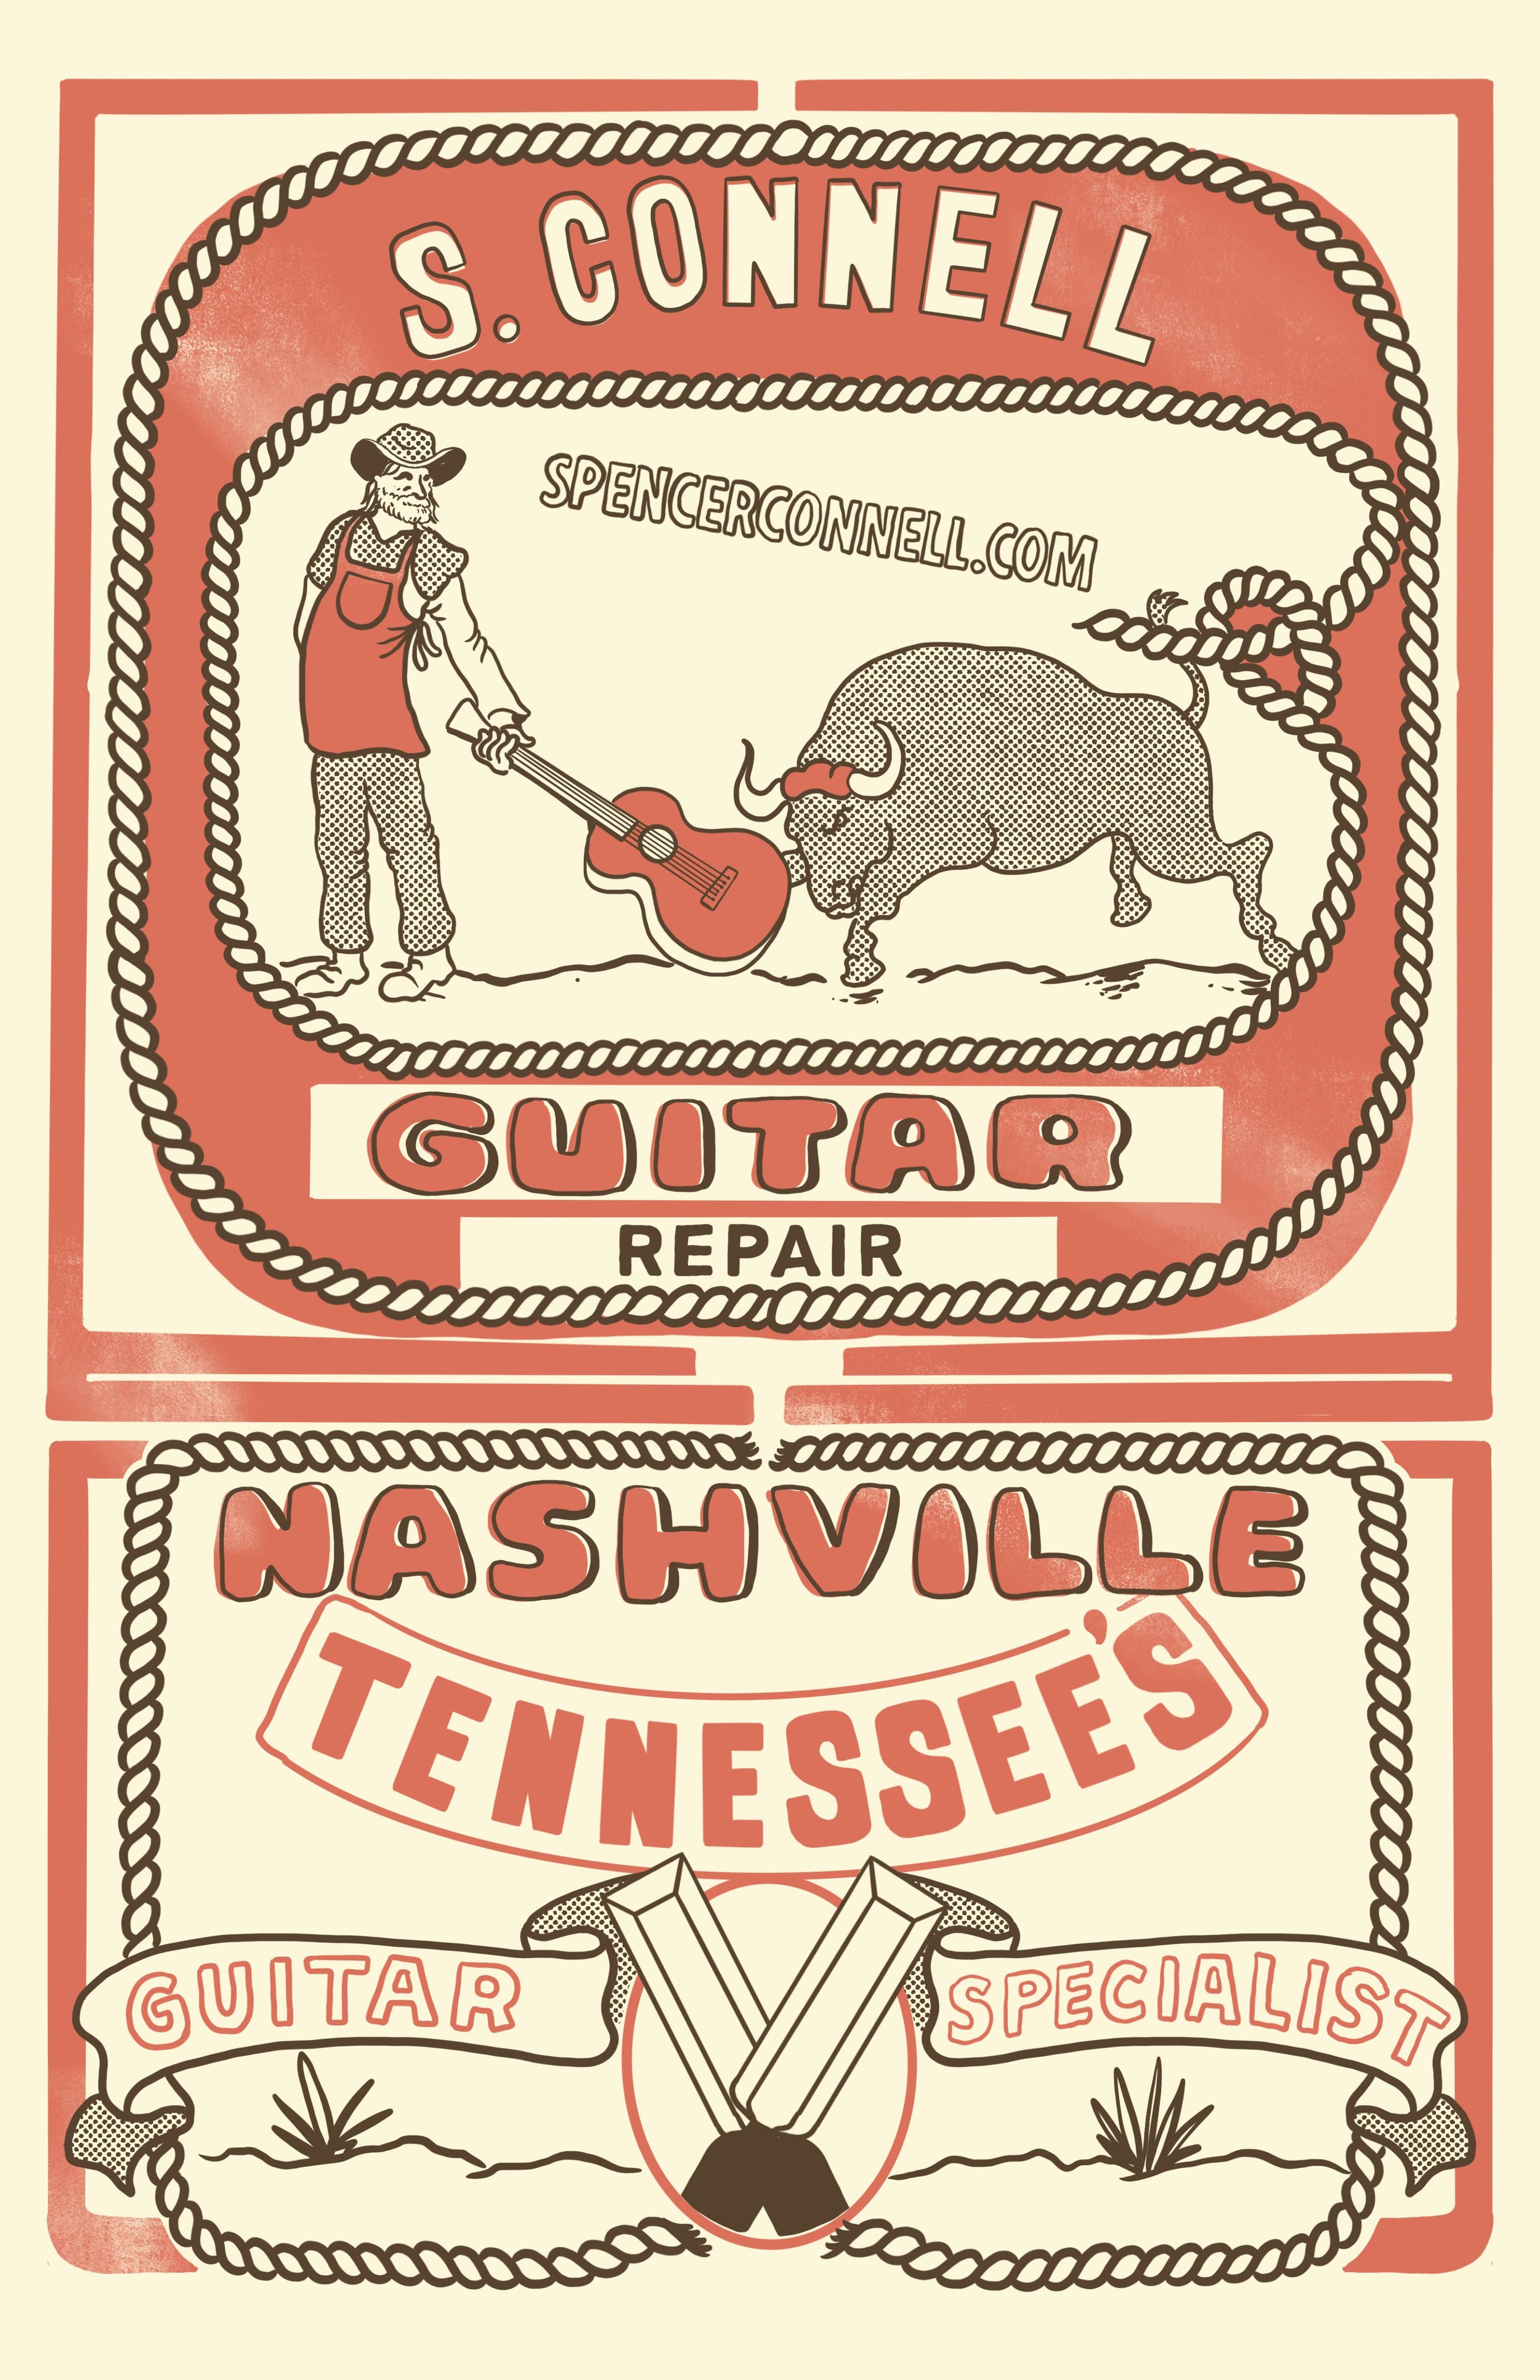 S. CONNELL
SPENCERCONNELL.COM
GUITAR
REPAIR
NASHVILLE
TENNESSEE'S
GUITAR SPECIALIST